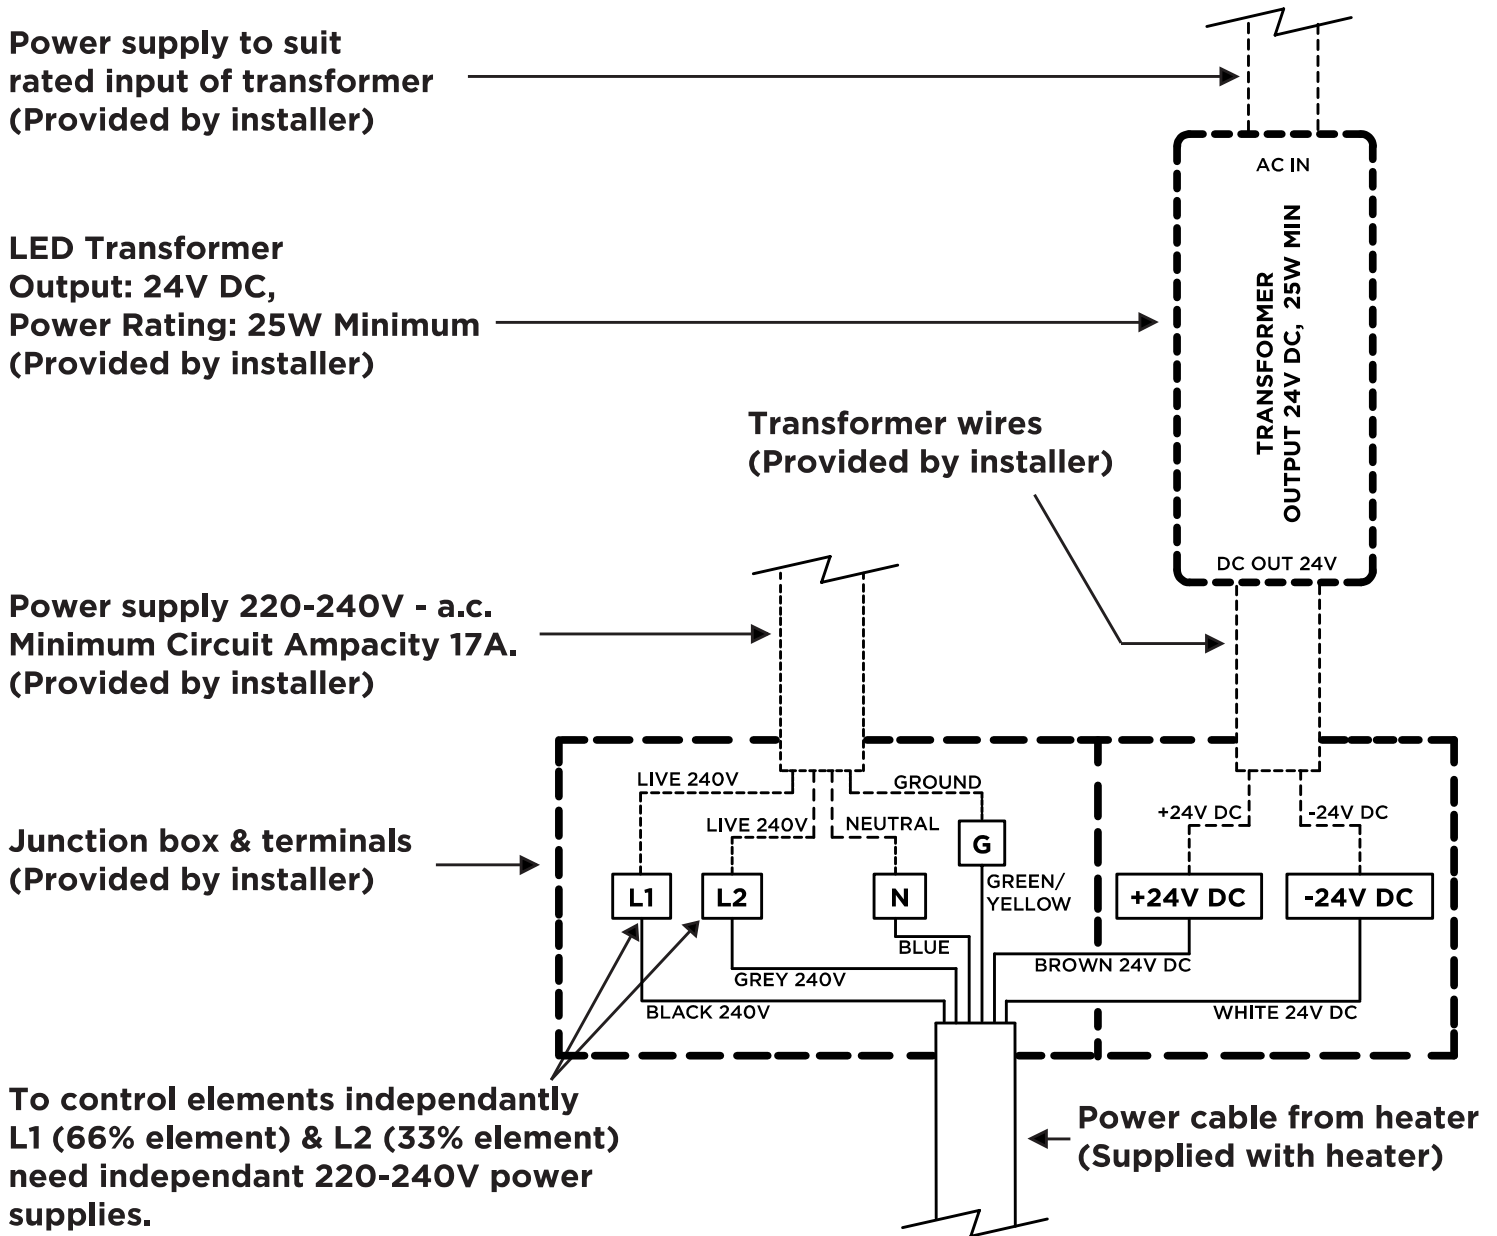 Power supply to suit
rated input of transformer
(Provided by installer)
AC IN
TRANSFORMER
OUTPUT 24V DC, 25W MIN
DC OUT 24V
LED Transformer
Output: 24V DC,
Power Rating: 25W Minimum
(Provided by installer)
Transformer wires
(Provided by installer)
Power supply 220-240V - a.c.
Minimum Circuit Ampacity 17A.
(Provided by installer)
Junction box & terminals
(Provided by installer)
LIVE 240V
GROUND
LIVE 240V
NEUTRAL
+24V DC
-24V DC
G
L1
L2
N
GREEN/
YELLOW
+24V DC
-24V DC
BLUE
BROWN 24V DC
GREY 240V
BLACK 240V
WHITE 24V DC
To control elements independantly
L1 (66% element) & L2 (33% element)
need independant 220-240V power
supplies.
Power cable from heater
(Supplied with heater)